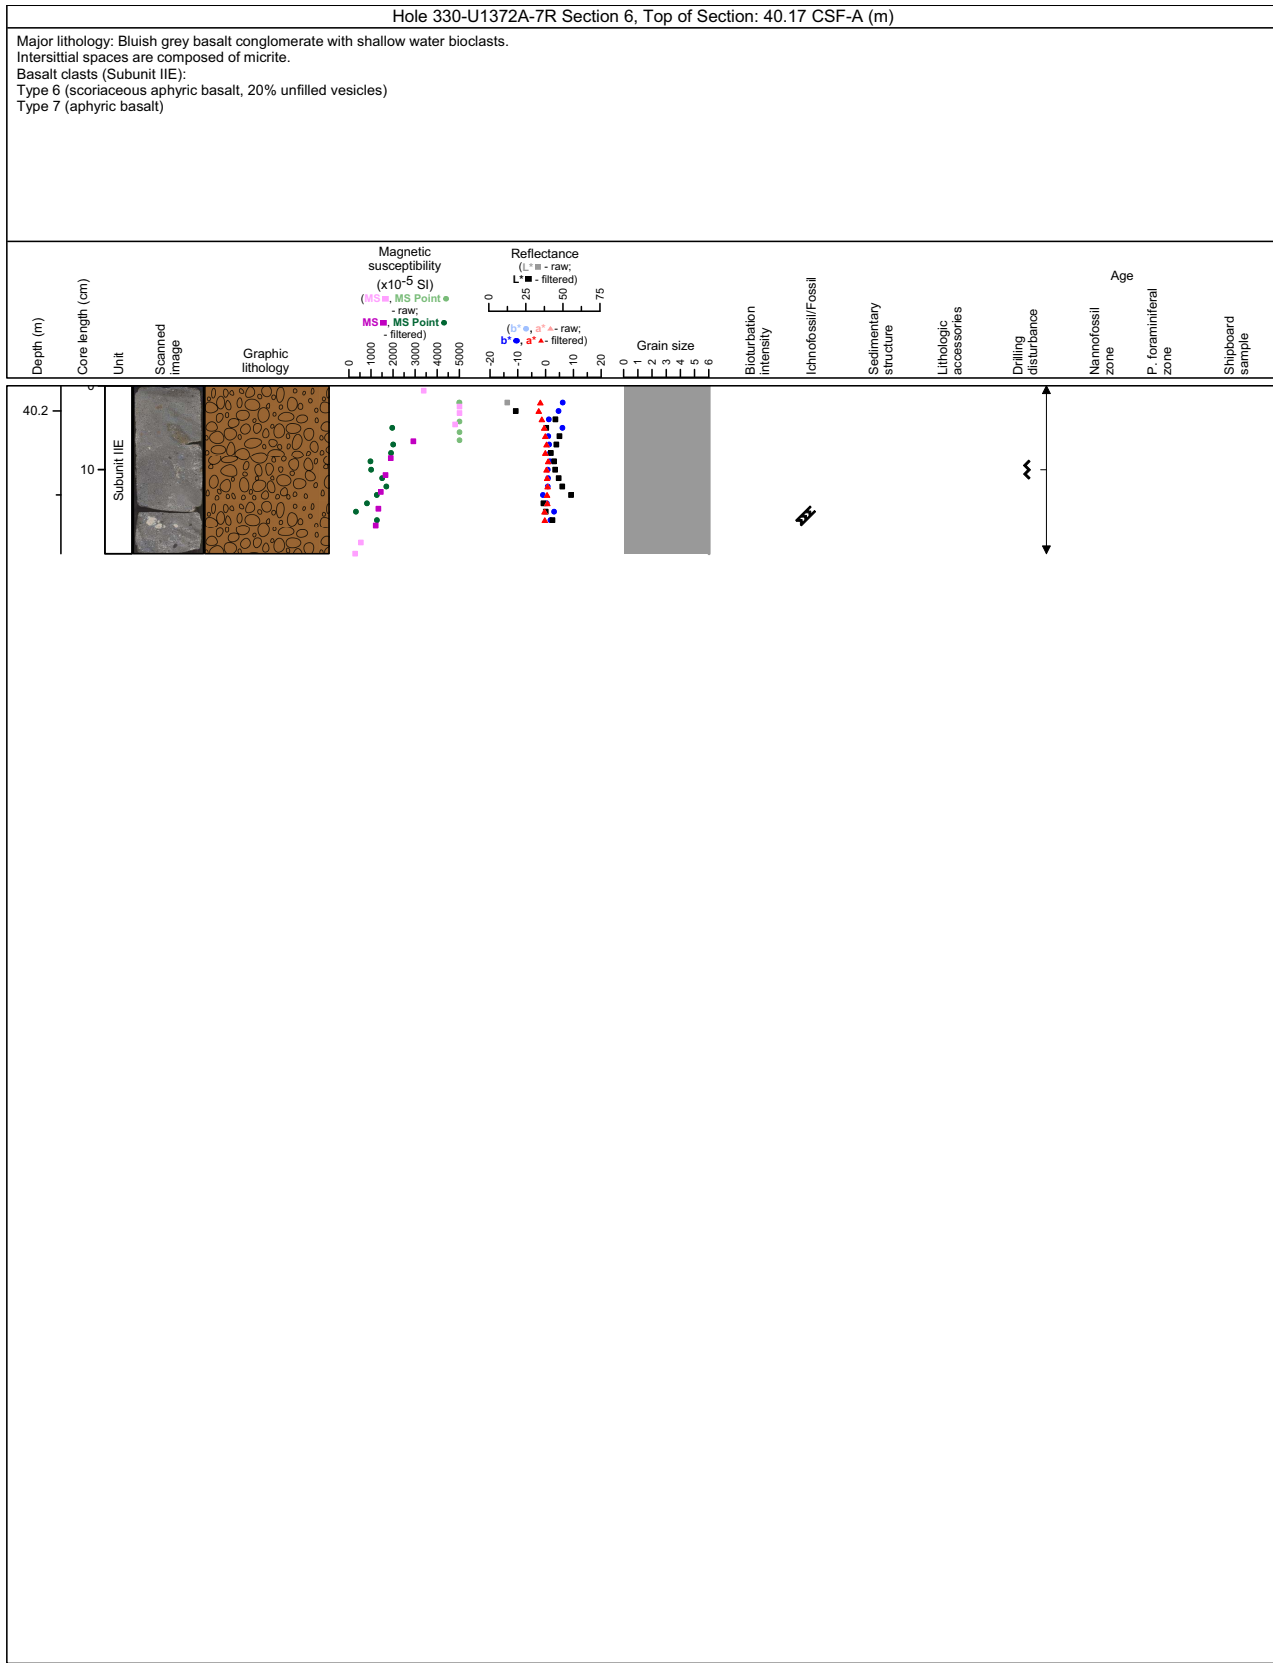 Hole 330-U1372A-7R Section 6, Top of Section: 40.17 CSF-A (m)
Major lithology: Bluish grey basalt conglomerate with shallow water bioclasts.
Intersittial spaces are composed of micrite.
Basalt clasts (Subunit IIE):
Type 6 (scoriaceous aphyric basalt, 20% unfilled vesicles)
Type 7 (aphyric basalt)
Depth (m)
Core length (cm)
Unit
Scanned
image
Graphic
lithology
Magnetic
susceptibility
(x10-5 SI)
(MS■, MS Point●
- raw;
MS■, MS Point●
- filtered)
0 1000 2000 3000 4000 5000
Reflectance
(L*■ - raw;
L*■ - filtered)
0 25 50 75
(b*●, a*▲- raw;
b*●, a*▲- filtered)
-20 -10 0 10 20
Grain size
0 1 2 3 4 5 6
Bioturbation
intensity
Ichnofossil/Fossil
Sedimentary
structure
Lithologic
accessories
Drilling
disturbance
Age
Nannofossil
zone
P. foraminiferal
zone
Shipboard
sample
40.2
0
10
Subunit IIE